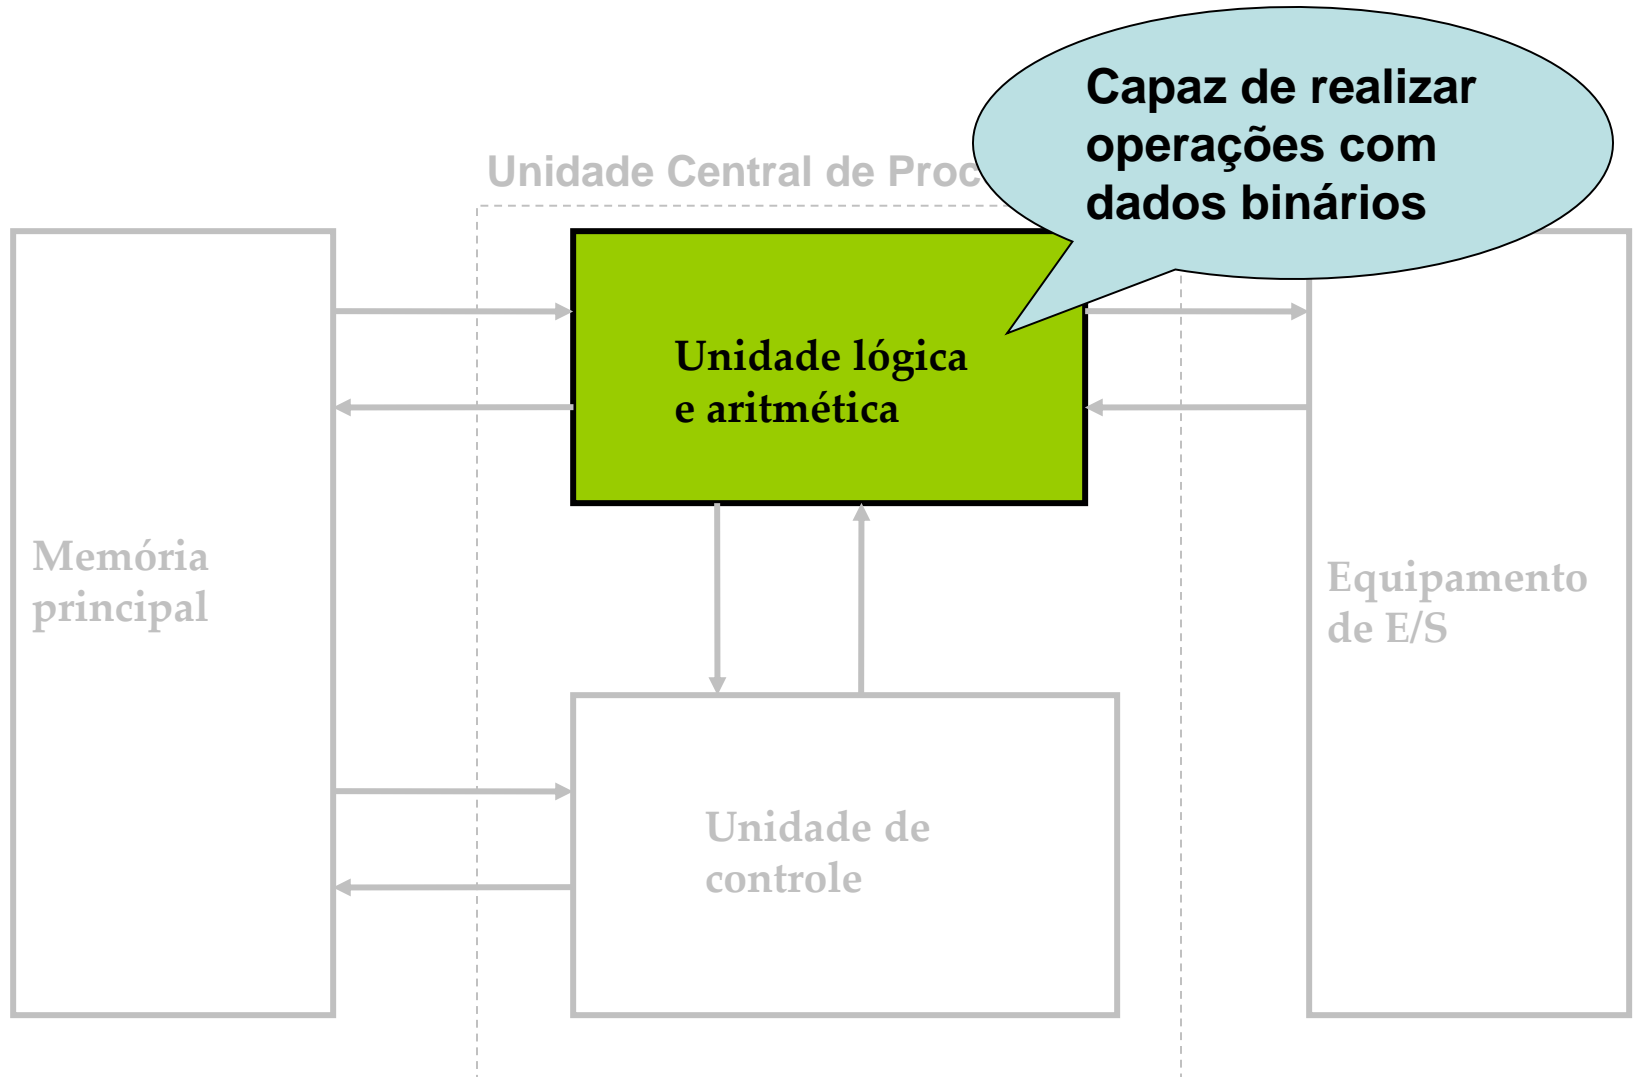 Capaz de realizar
operações com
dados binários
Unidade Central de Proc
Unidade lógica
e aritmética
Memória
principal
Equipamento
de E/S
Unidade de
controle